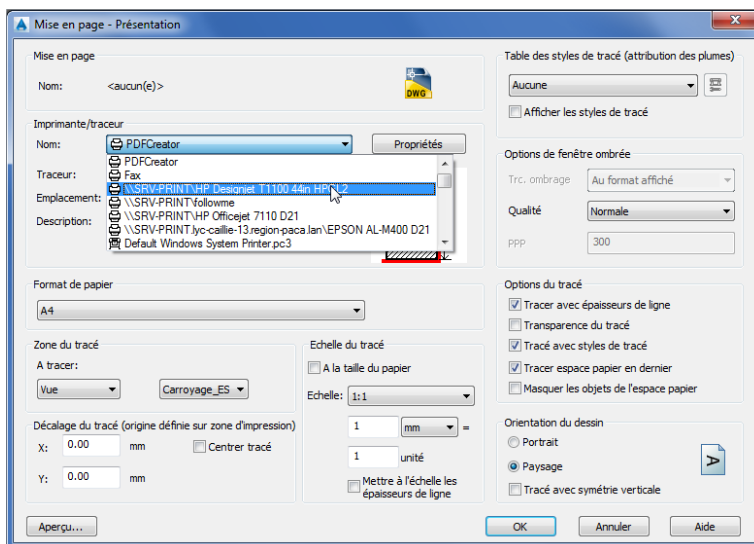 Mise en page - Présentation
Mise en page
Nom: <aucun(e)>
DWG
Imprimante/traceur
Nom: PDFCreator
Propriétés
PDFCreator
Fax
\\SRV-PRINT\HP Designjet T1100 44in HPGL2
\\SRV-PRINT\followme
\\SRV-PRINT\HP Officejet 7110 D21
\\SRV-PRINT.lyc-caillie-13.region-paca.lan\EPSON AL-M400 D21
Default Windows System Printer.pc3
Traceur:
Emplacement:
Description:
Format de papier
A4
Zone du tracé
A tracer:
Vue Carroyage_ES
Décalage du tracé (origine définie sur zone d'impression)
X: 0.00 mm Centrer tracé
Y: 0.00 mm
Echelle du tracé
A la taille du papier
Echelle: 1:1
1 mm =
1 unité
Mettre à l'échelle les
épaisseurs de ligne
Table des styles de tracé (attribution des plumes)
Aucune
Afficher les styles de tracé
Options de fenêtre ombrée
Trc. ombrage Au format affiché
Qualité Normale
PPP 300
Options du tracé
Tracer avec épaisseurs de ligne
Transparence du tracé
Tracé avec styles de tracé
Tracer espace papier en dernier
Masquer les objets de l'espace papier
Orientation du dessin
Portrait
Paysage
A
Tracé avec symétrie verticale
Aperçu... OK Annuler Aide